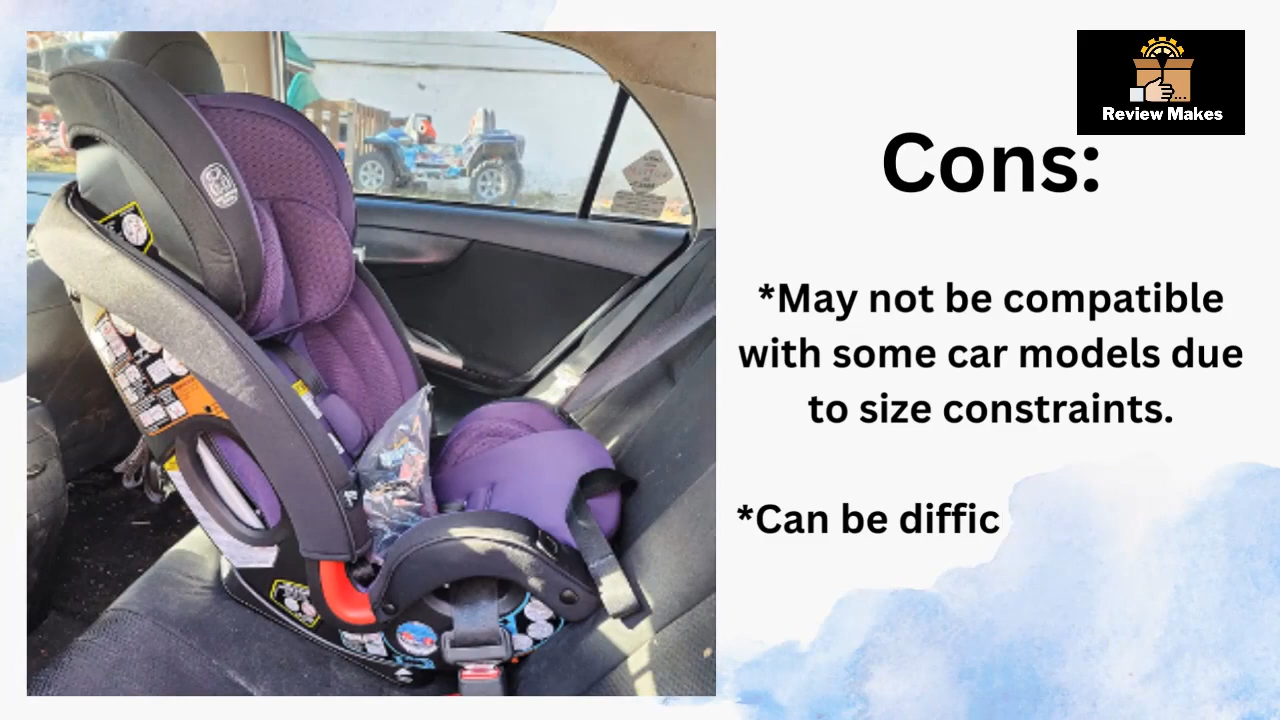 Review Makes
Cons:
*May not be compatible
with some car models due
to size constraints.
*Can be diffic